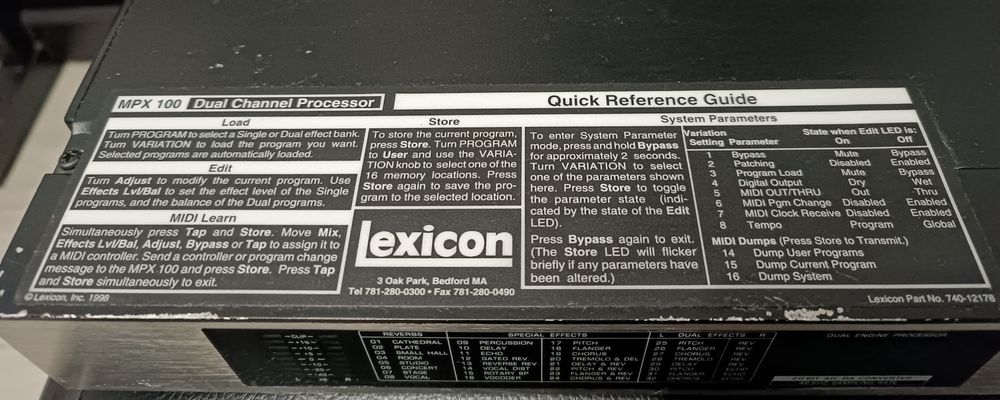 MPX 100 Dual Channel Processor
Quick Reference Guide
Load
Turn PROGRAM to select a Single or Dual effect bank.
Turn VARIATION to load the program you want.
Selected programs are automatically loaded.
Edit
Turn Adjust to modify the current program. Use
Effects Lvl/Bal to set the effect level of the Single
programs, and the balance of the Dual programs.
MIDI Learn
Simultaneously press Tap and Store. Move Mix,
Effects Lvl/Bal, Adjust, Bypass or Tap to assign it to
a MIDI controller. Send a controller or program change
message to the MPX 100 and press Store. Press Tap
and Store simultaneously to exit.
© Lexicon, Inc. 1998
Store
To store the current program,
press Store. Turn PROGRAM
to User and use the VARIA-
TION knob to select one of the
16 memory locations. Press
Store again to save the pro-
gram to the selected location.
lexicon
3 Oak Park, Bedford MA
Tel 781-280-0300 • Fax 781-280-0490
System Parameters
To enter System Parameter
mode, press and hold Bypass
for approximately 2 seconds.
Turn VARIATION to select
one of the parameters shown
here. Press Store to toggle
the parameter state (indi-
cated by the state of the Edit
LED).
Press Bypass again to exit.
(The Store LED will flicker
briefly if any parameters have
been altered.)
Variation State when Edit LED is:
Setting Parameter On Off
1 Bypass Mute Bypass
2 Patching Disabled Enabled
3 Program Load Mute Bypass
4 Digital Output Dry Wet
5 MIDI OUT/THRU Out Thru
6 MIDI Pgm Change Disabled Enabled
7 MIDI Clock Receive Disabled Enabled
8 Tempo Program Global
MIDI Dumps (Press Store to Transmit.)
14 Dump User Programs
15 Dump Current Program
16 Dump System
Lexicon Part No. 740-12178
REVERBS
01 CATHEDRAL
02 PLATE
03 SMALL HALL
04 ROOM
05 STUDIO
06 CONCERT
07 STAGE
08 VOCAL
SPECIAL EFFECTS
09 PERCUSSION
10 DELAY
11 ECHO
12 GATED REV
13 REVERSE REV
14 VOCAL DIST
15 ROTARY SP
16 VOCODER
17 PITCH
18 FLANGER
19 CHORUS
20 TREMOLO & DEL
22 PITCH & REV
23 FLANGER & REV
24 CHORUS & REV
L DUAL EFFECTS R
25 PITCH REV
26 FLANGER REV
27 CHORUS REV
30 PITCH ECHO
31 FLANGER ECHO
32 CHORUS ECHO
DUAL ENGINE PROCESSOR